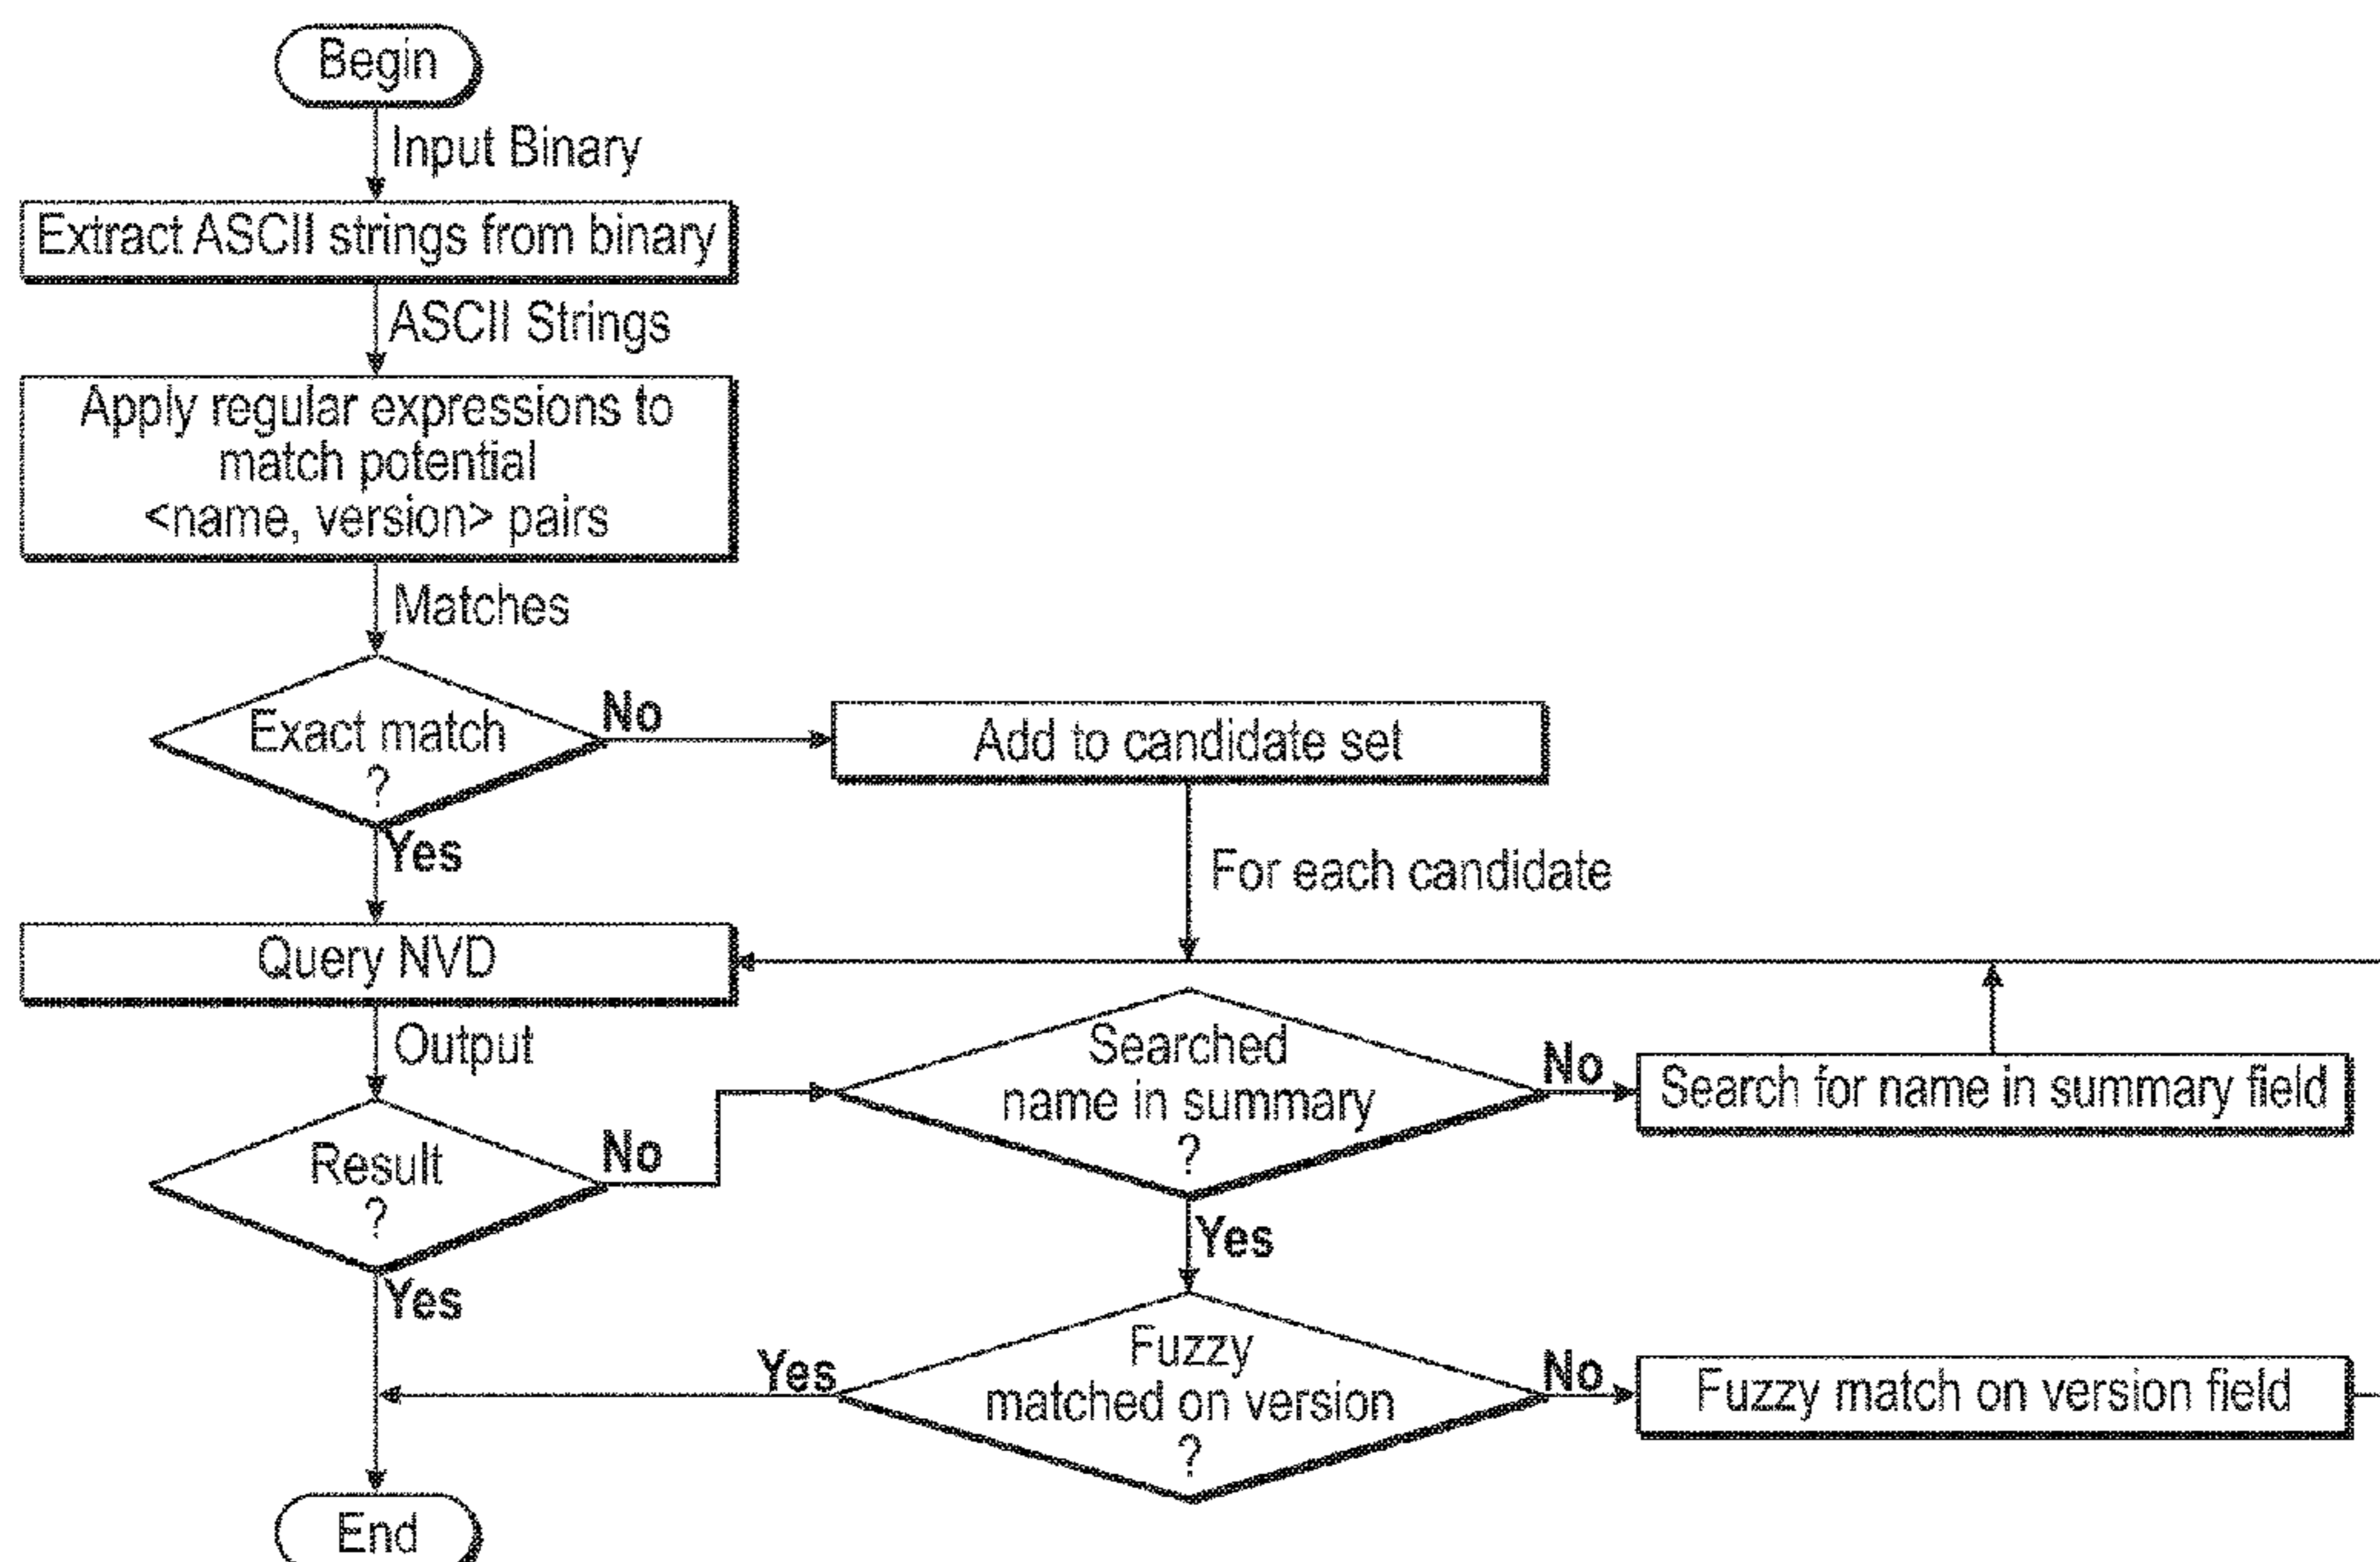 Begin
Input Binary
Extract ASCII strings from binary
ASCII Strings
Apply regular expressions to
match potential
<name, version> pairs
Matches
Exact match
?
No
Add to candidate set
Yes
For each candidate
Query NVD
Output
Searched
name in summary
?
No
Search for name in summary field
Result
?
No
Yes
Yes
Fuzzy
matched on version
?
Yes
No
Fuzzy match on version field
End